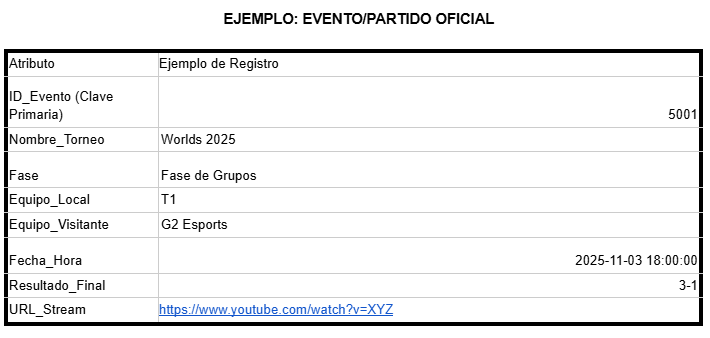 EJEMPLO: EVENTO/PARTIDO OFICIAL
Atributo Ejemplo de Registro
ID_Evento (Clave
Primaria) 5001
Nombre_Torneo Worlds 2025
Fase Fase de Grupos
Equipo_Local T1
Equipo_Visitante G2 Esports
Fecha_Hora 2025-11-03 18:00:00
Resultado_Final 3-1
URL_Stream https://www.youtube.com/watch?v=XYZ